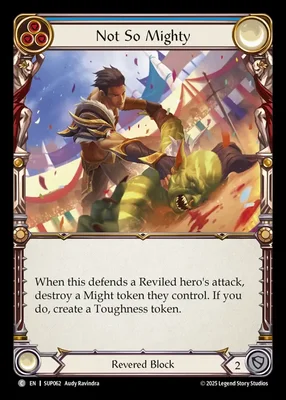 Not So Mighty
When this defends a Reviled hero's attack,
destroy a Might token they control. If you
do, create a Toughness token.
Revered Block
2
C EN | SUP062 Audy Ravindra
© 2025 Legend Story Studios